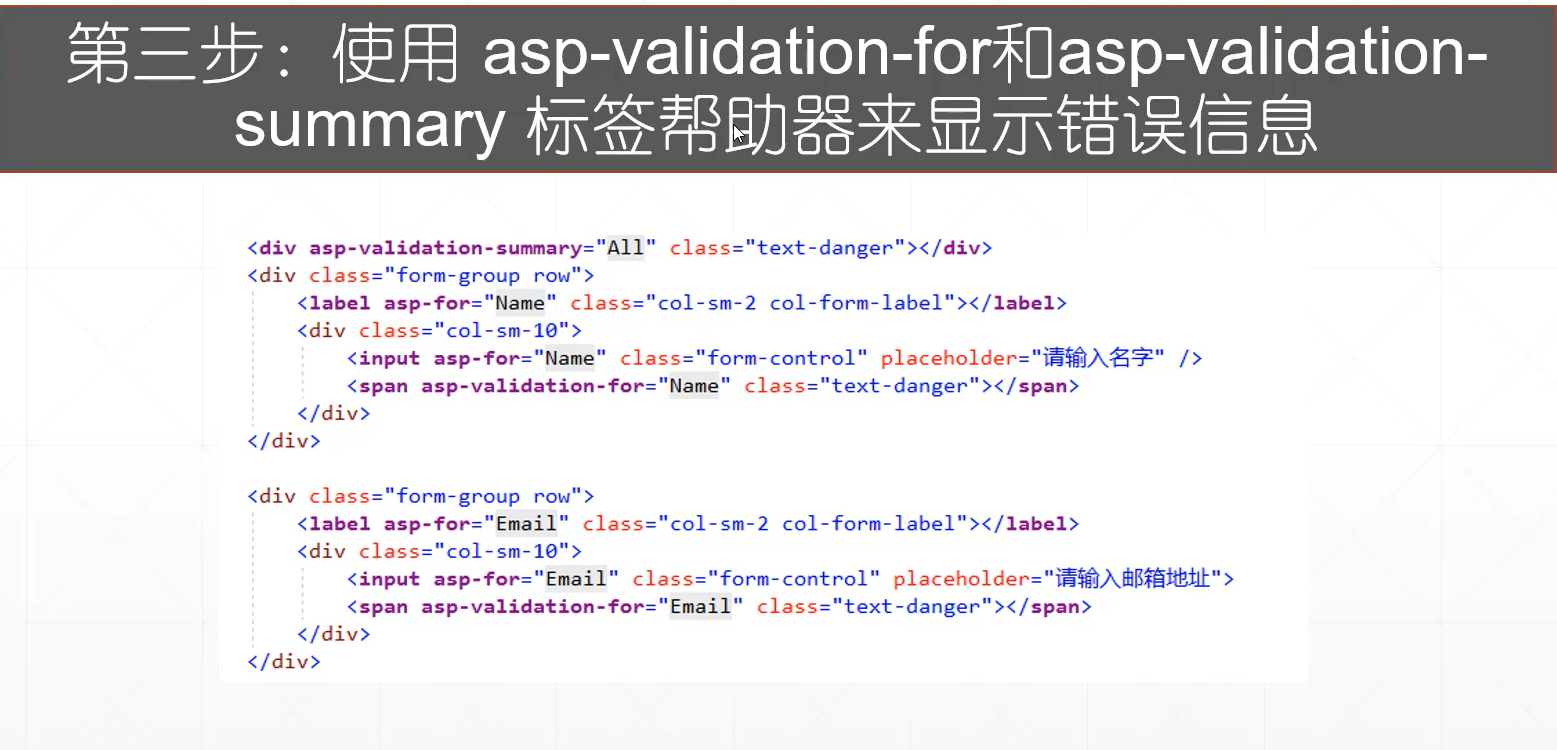 第三步：使用 asp-validation-for和asp-validation-
summary 标签帮助器来显示错误信息
<div asp-validation-summary="All" class="text-danger"></div>
<div class="form-group row">
<label asp-for="Name" class="col-sm-2 col-form-label"></label>
<div class="col-sm-10">
<input asp-for="Name" class="form-control" placeholder="请输入名字" />
<span asp-validation-for="Name" class="text-danger"></span>
</div>
</div>
<div class="form-group row">
<label asp-for="Email" class="col-sm-2 col-form-label"></label>
<div class="col-sm-10">
<input asp-for="Email" class="form-control" placeholder="请输入邮箱地址">
<span asp-validation-for="Email" class="text-danger"></span>
</div>
</div>